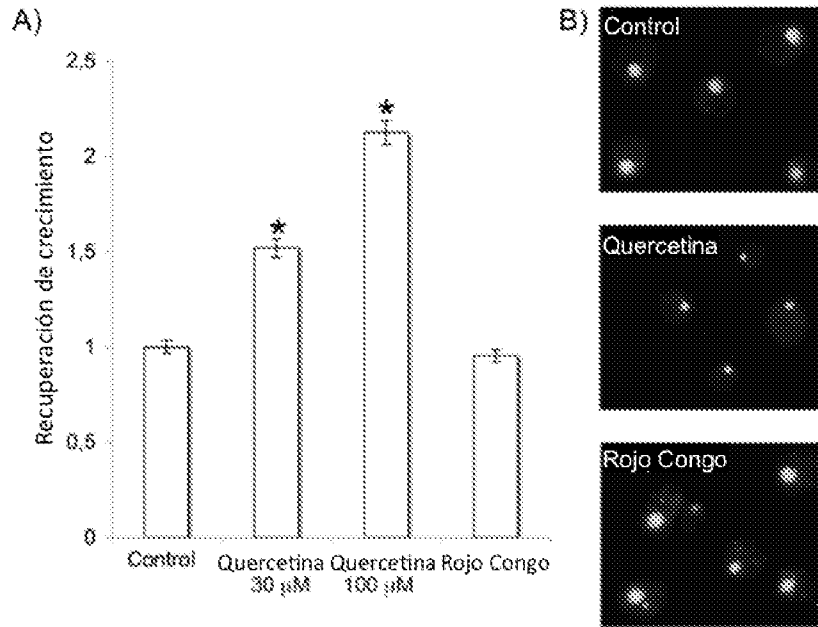 A)
2,5
2
1,5
1
0,5
0
Recuperación de crecimiento
*
*
Control
Quercetina
30 µM
Quercetina
100 µM
Rojo Congo
B)
Control
Quercetina
Rojo Congo